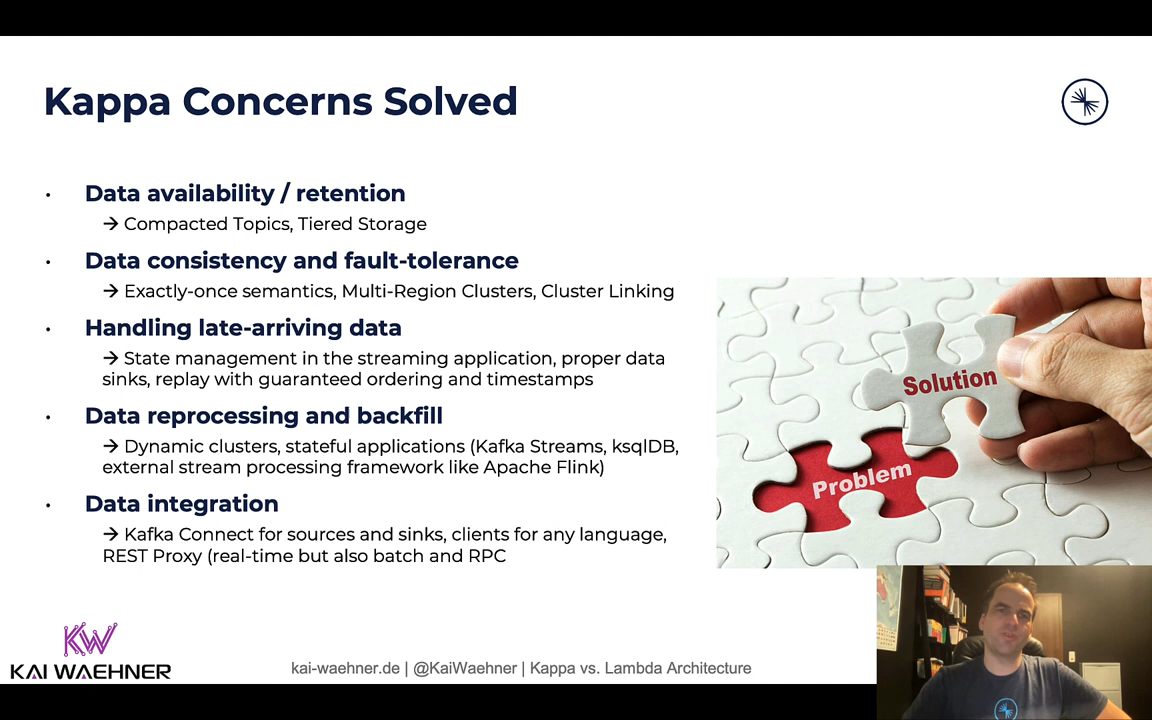 Kappa Concerns Solved
• Data availability / retention
→ Compacted Topics, Tiered Storage
• Data consistency and fault-tolerance
→ Exactly-once semantics, Multi-Region Clusters, Cluster Linking
• Handling late-arriving data
→ State management in the streaming application, proper data
sinks, replay with guaranteed ordering and timestamps
• Data reprocessing and backfill
→ Dynamic clusters, stateful applications (Kafka Streams, ksqlDB,
external stream processing framework like Apache Flink)
• Data integration
→ Kafka Connect for sources and sinks, clients for any language,
REST Proxy (real-time but also batch and RPC
Solution
Problem
KW
KAI WAEHNER
kai-waehner.de | @KaiWaehner | Kappa vs. Lambda Architecture